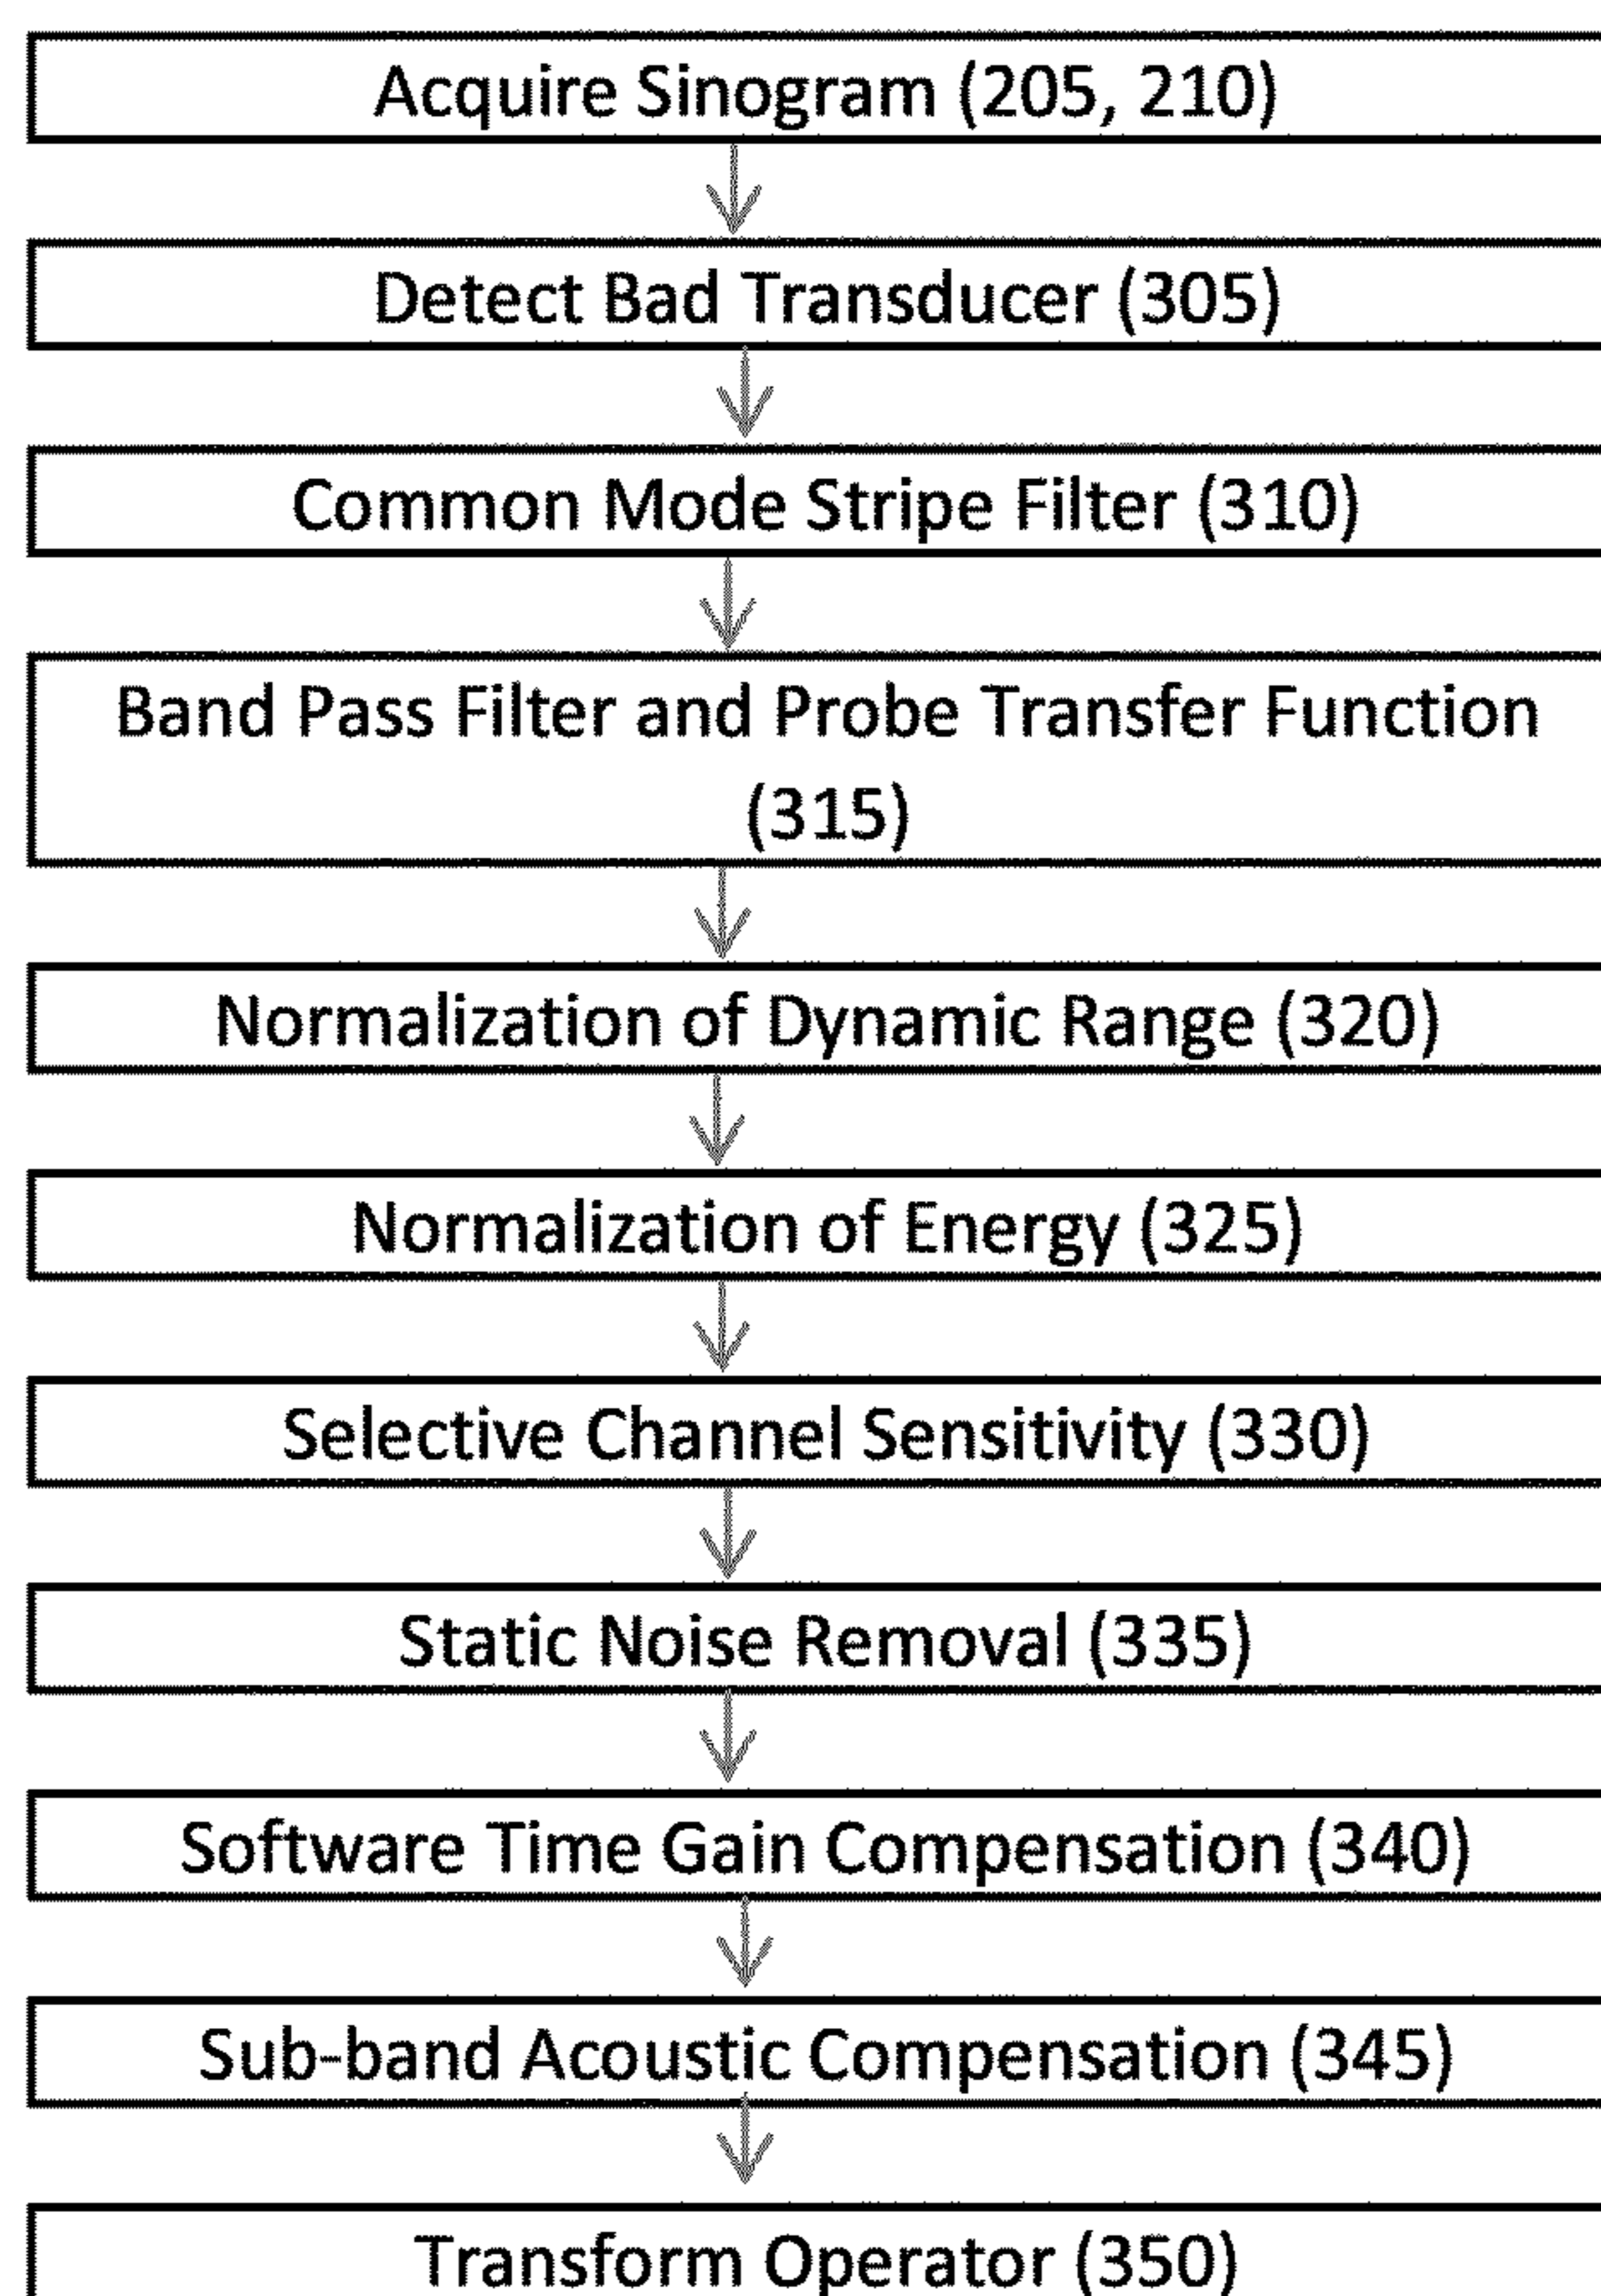 Acquire Sinogram (205, 210)
Detect Bad Transducer (305)
Common Mode Stripe Filter (310)
Band Pass Filter and Probe Transfer Function
(315)
Normalization of Dynamic Range (320)
Normalization of Energy (325)
Selective Channel Sensitivity (330)
Static Noise Removal (335)
Software Time Gain Compensation (340)
Sub-band Acoustic Compensation (345)
Transform Operator (350)